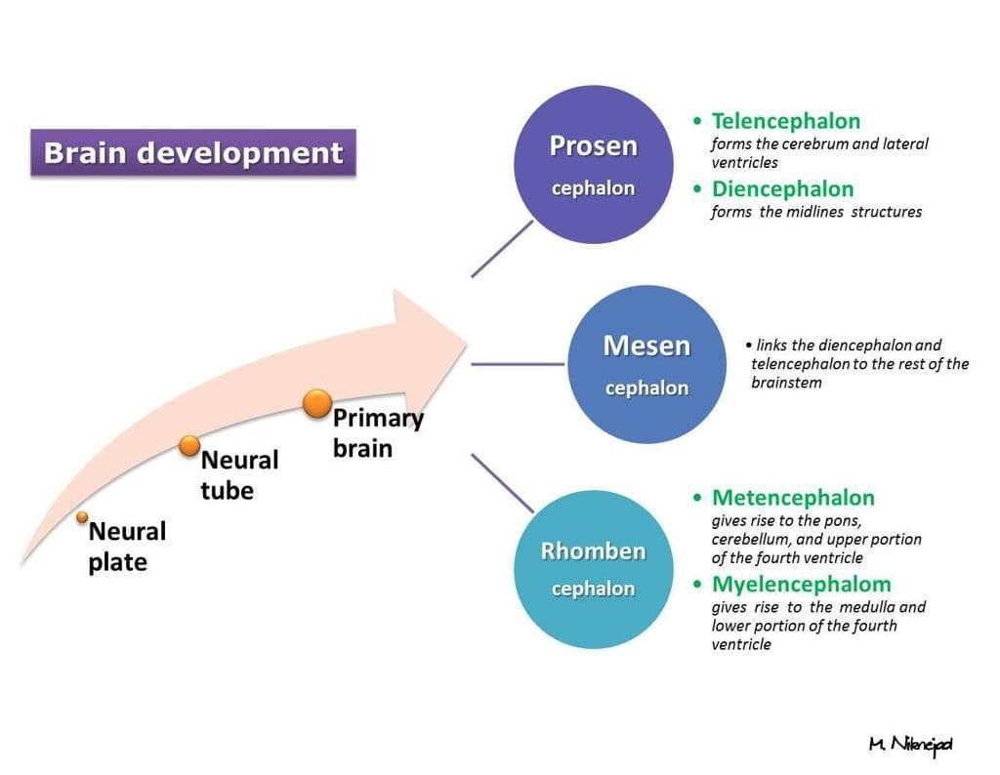 Brain development
Neural
plate
Neural
tube
Primary
brain
Prosen
cephalon
• Telencephalon
forms the cerebrum and lateral
ventricles
• Diencephalon
forms the midlines structures
Mesen
cephalon
• links the diencephalon and
telencephalon to the rest of the
brainstem
Rhomben
cephalon
• Metencephalon
gives rise to the pons,
cerebellum, and upper portion
of the fourth ventricle
• Myelencephalom
gives rise to the medulla and
lower portion of the fourth
ventricle
M. Niknejad